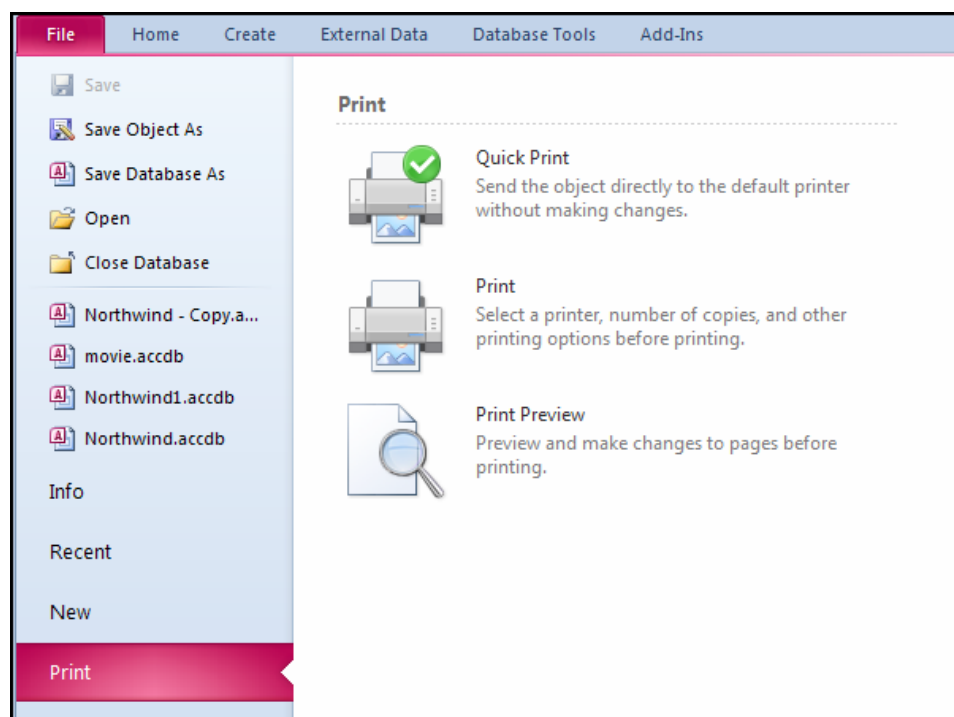 File Home Create External Data Database Tools Add-Ins
Save
Save Object As
Save Database As
Open
Close Database
Northwind - Copy.a...
movie.accdb
Northwind1.accdb
Northwind.accdb
Info
Recent
New
Print
Print
Quick Print
Send the object directly to the default printer
without making changes.
Print
Select a printer, number of copies, and other
printing options before printing.
Print Preview
Preview and make changes to pages before
printing.